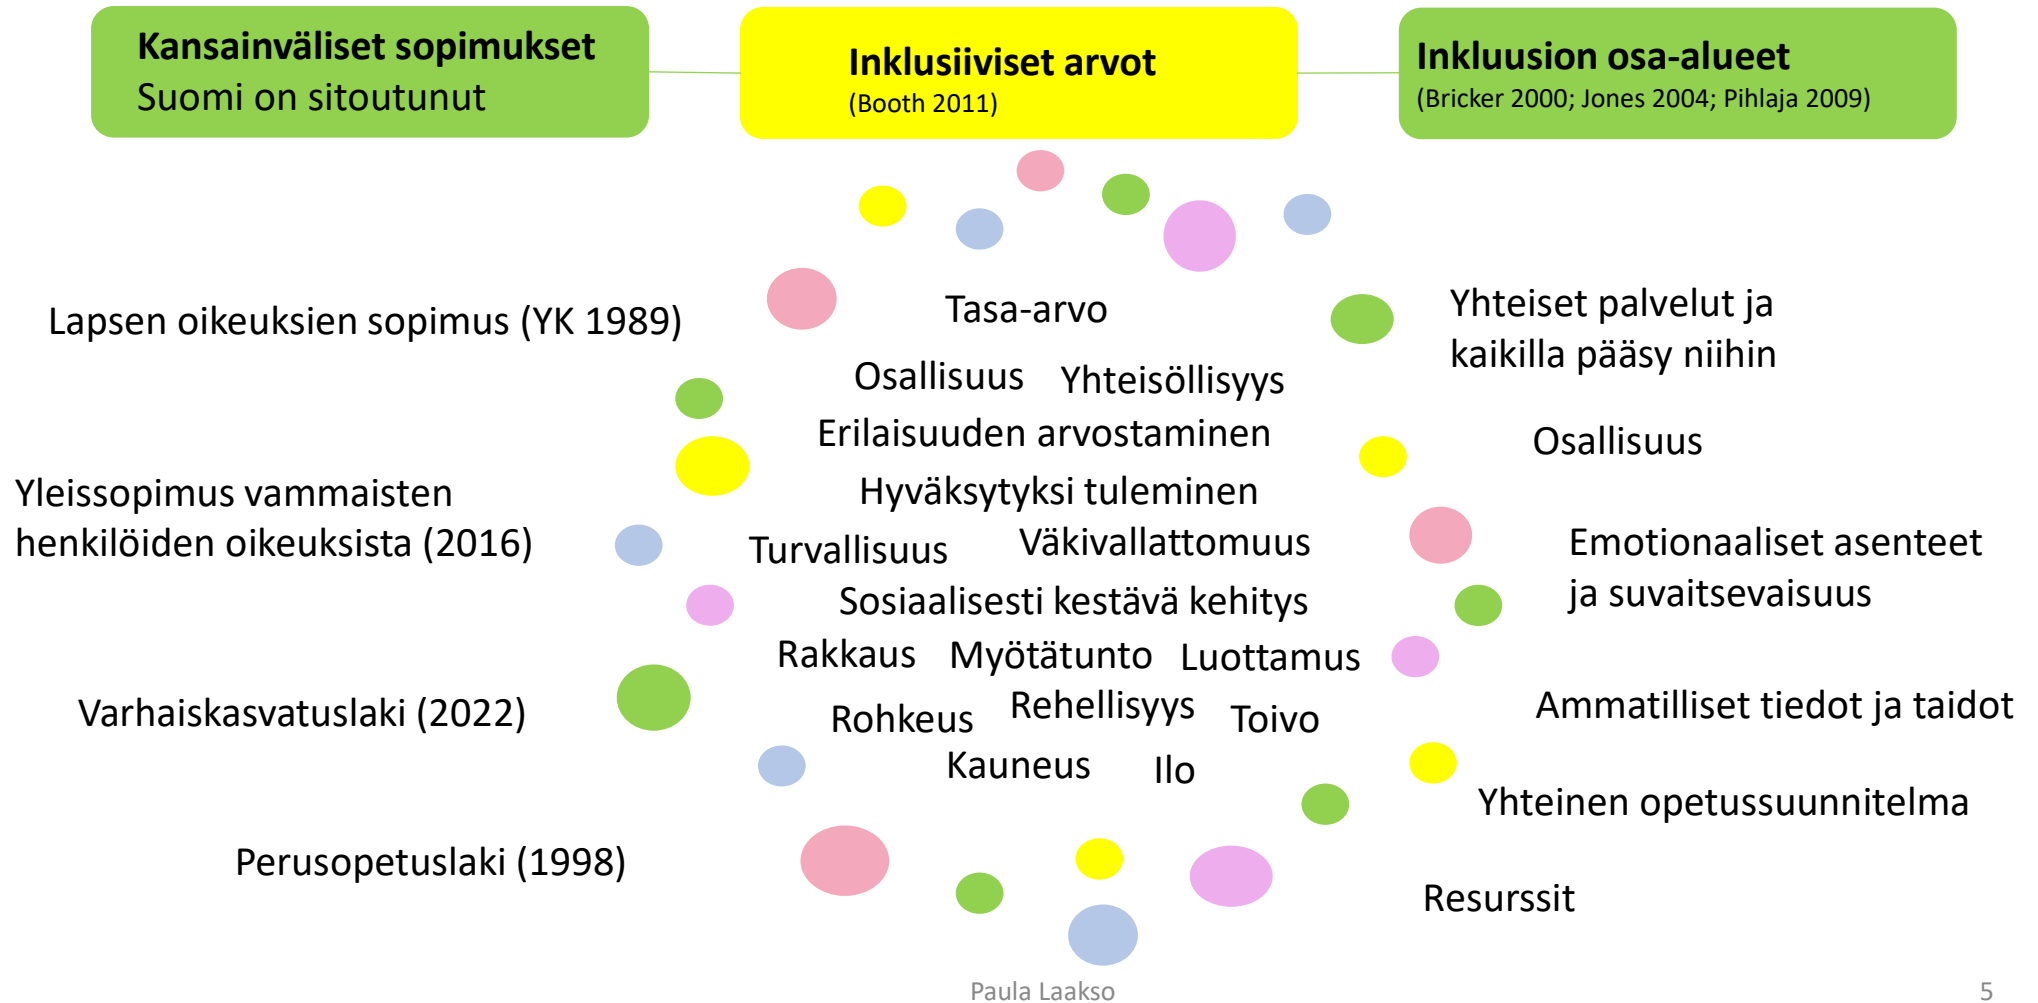 Kansainväliset sopimukset
Suomi on sitoutunut
Inklusiiviset arvot
(Booth 2011)
Inkluusion osa-alueet
(Bricker 2000; Jones 2004; Pihlaja 2009)
Lapsen oikeuksien sopimus (YK 1989)
Yleissopimus vammaisten
henkilöiden oikeuksista (2016)
Varhaiskasvatuslaki (2022)
Perusopetuslaki (1998)
Tasa-arvo
Osallisuus Yhteisöllisyys
Erilaisuuden arvostaminen
Hyväksytyksi tuleminen
Turvallisuus Väkivallattomuus
Sosiaalisesti kestävä kehitys
Rakkaus Myötätunto Luottamus
Rohkeus Rehellisyys Toivo
Kauneus Ilo
Yhteiset palvelut ja
kaikilla pääsy niihin
Osallisuus
Emotionaaliset asenteet
ja suvaitsevaisuus
Ammatilliset tiedot ja taidot
Yhteinen opetussuunnitelma
Resurssit
Paula Laakso
5